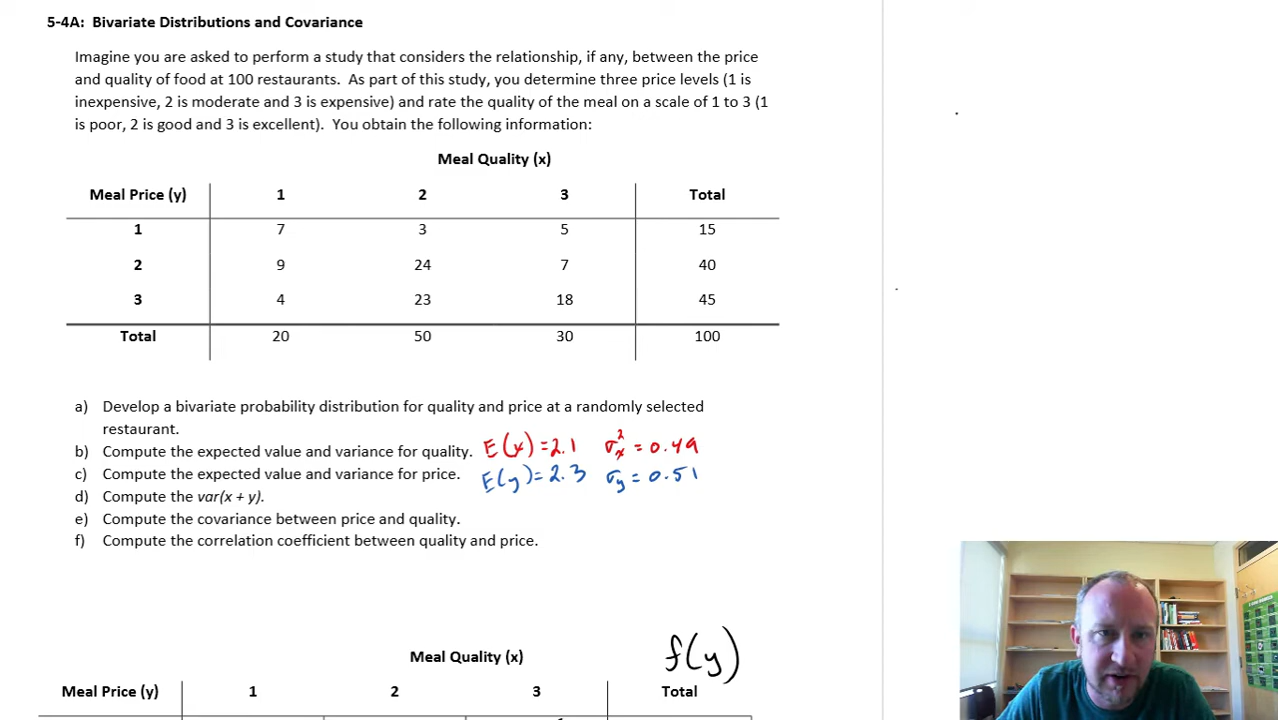 5-4A: Bivariate Distributions and Covariance
Imagine you are asked to perform a study that considers the relationship, if any, between the price
and quality of food at 100 restaurants. As part of this study, you determine three price levels (1 is
inexpensive, 2 is moderate and 3 is expensive) and rate the quality of the meal on a scale of 1 to 3 (1
is poor, 2 is good and 3 is excellent). You obtain the following information:
Meal Quality (x)
Meal Price (y) 1 2 3 Total
1 7 3 5 15
2 9 24 7 40
3 4 23 18 45
Total 20 50 30 100
a) Develop a bivariate probability distribution for quality and price at a randomly selected
restaurant.
b) Compute the expected value and variance for quality. E(x)=2.1 σ²ₓ = 0.49
c) Compute the expected value and variance for price. E(y)=2.3 σy = 0.51
d) Compute the var(x + y).
e) Compute the covariance between price and quality.
f) Compute the correlation coefficient between quality and price.
Meal Quality (x) f(y)
Meal Price (y) 1 2 3 Total